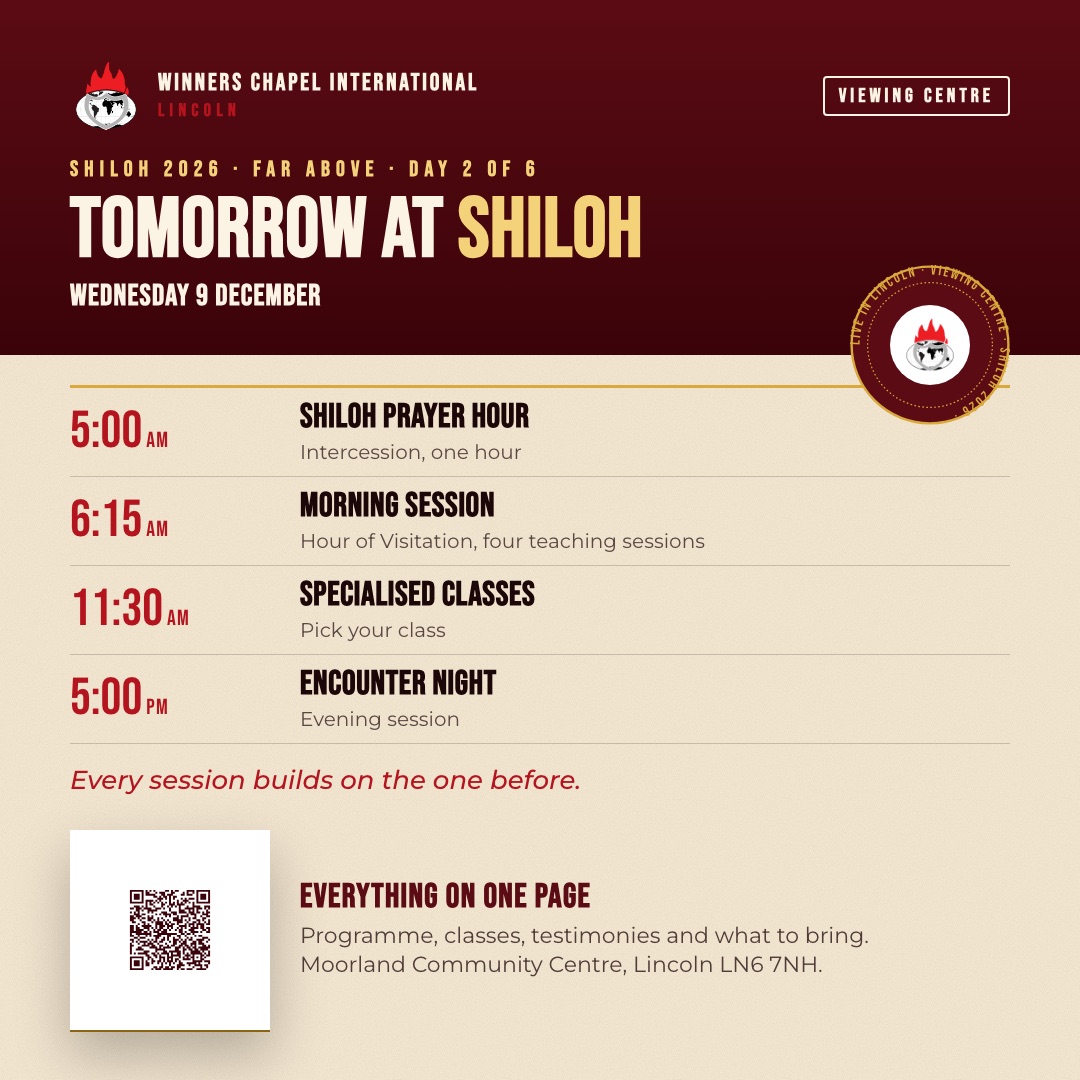 WINNERS CHAPEL INTERNATIONAL
LINCOLN
VIEWING CENTRE
SHILOH 2026 · FAR ABOVE · DAY 2 OF 6
TOMORROW AT SHILOH
WEDNESDAY 9 DECEMBER
LIVE IN LINCOLN · VIEWING CENTRE · SHILOH 2026 ·
5:00 AM
SHILOH PRAYER HOUR
Intercession, one hour
6:15 AM
MORNING SESSION
Hour of Visitation, four teaching sessions
11:30 AM
SPECIALISED CLASSES
Pick your class
5:00 PM
ENCOUNTER NIGHT
Evening session
Every session builds on the one before.
EVERYTHING ON ONE PAGE
Programme, classes, testimonies and what to bring.
Moorland Community Centre, Lincoln LN6 7NH.